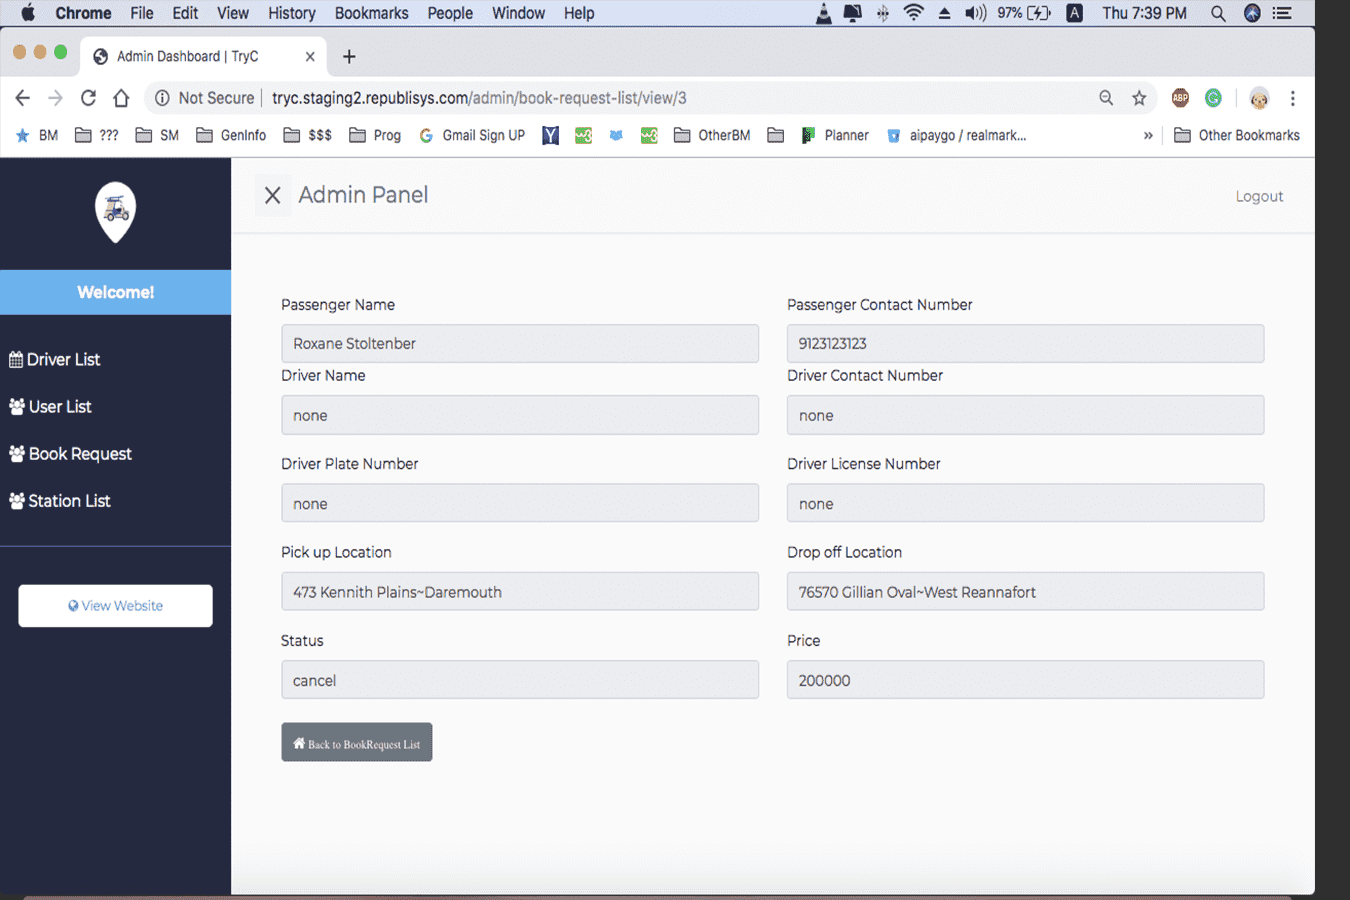 Chrome File Edit View History Bookmarks People Window Help 97% A Thu 7:39 PM
Admin Dashboard | TryC
Not Secure tryc.staging2.republisys.com/admin/book-request-list/view/3 ABP G
BM ??? SM GenInfo $$$ Prog Gmail Sign UP Y OtherBM Planner aipaygo / realmark... » Other Bookmarks
Admin Panel
Logout
Welcome!
Driver List
User List
Book Request
Station List
View Website
Passenger Name Passenger Contact Number
Roxane Stoltenber 9123123123
Driver Name Driver Contact Number
none none
Driver Plate Number Driver License Number
none none
Pick up Location Drop off Location
473 Kennith Plains~Daremouth 76570 Gillian Oval~West Reannafort
Status Price
cancel 200000
Back to BookRequest List